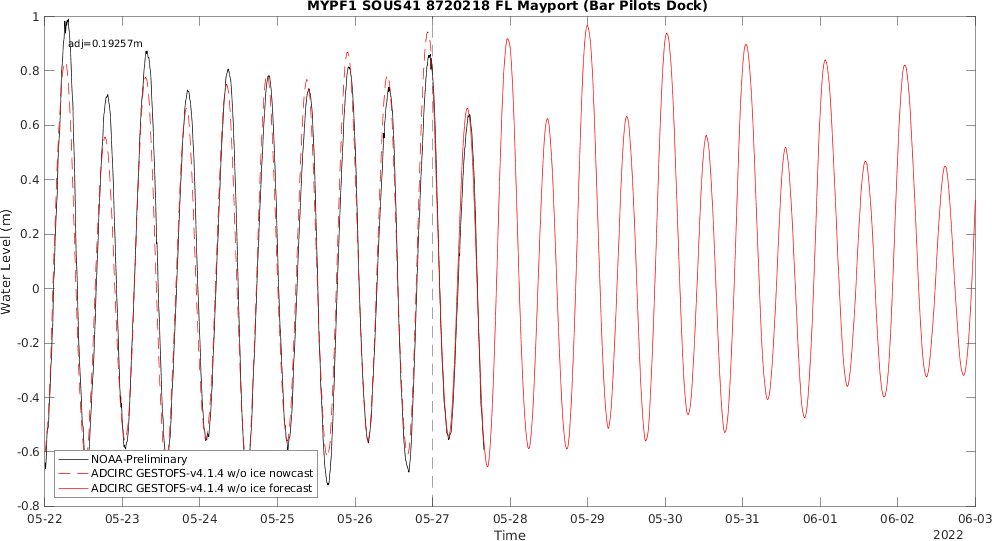 MYPF1 SOUS41 8720218 FL Mayport (Bar Pilots Dock)
adj=0.19257m
Water Level (m)
1
0.8
0.6
0.4
0.2
0
-0.2
-0.4
-0.6
-0.8
NOAA-Preliminary
ADCIRC GESTOFS-v4.1.4 w/o ice nowcast
ADCIRC GESTOFS-v4.1.4 w/o ice forecast
05-22 05-23 05-24 05-25 05-26 05-27 05-28 05-29 05-30 05-31 06-01 06-02 06-03
Time
2022